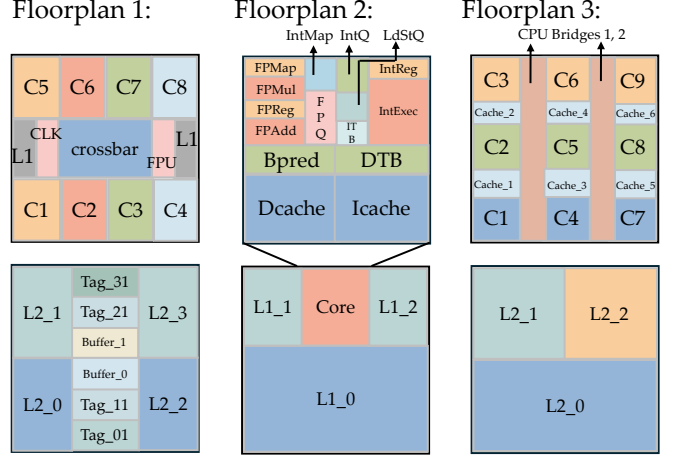 Floorplan 1:
Floorplan 2:
Floorplan 3:
C5 C6 C7 C8
CLK
L1
crossbar
FPU
L1
C1 C2 C3 C4
Tag_31
L2_1
Tag_21
L2_3
Buffer_1
Buffer_0
L2_0
Tag_11
L2_2
Tag_01
IntMap IntQ LdStQ
FPMap
FPMul
FPReg
FPAdd
F
P
Q
IT
B
IntReg
IntExec
Bpred
DTB
Dcache
Icache
L1_1
Core
L1_2
L1_0
CPU Bridges 1, 2
C3 C6 C9
Cache_2 Cache_4 Cache_6
C2 C5 C8
Cache_1 Cache_3 Cache_5
C1 C4 C7
L2_1
L2_2
L2_0